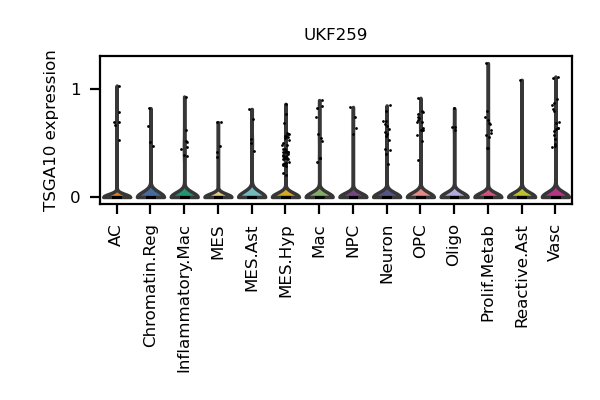 UKF259
TSGA10 expression
1
0
AC
Chromatin.Reg
Inflammatory.Mac
MES
MES.Ast
MES.Hyp
Mac
NPC
Neuron
OPC
Oligo
Prolif.Metab
Reactive.Ast
Vasc